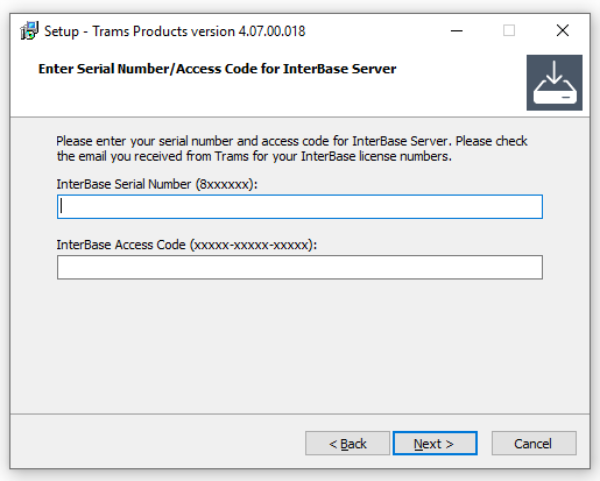 Setup - Trams Products version 4.07.00.018
Enter Serial Number/Access Code for InterBase Server
Please enter your serial number and access code for InterBase Server. Please check
the email you received from Trams for your InterBase license numbers.
InterBase Serial Number (8xxxxxx):
InterBase Access Code (xxxxx-xxxxx-xxxxx):
< Back
Next >
Cancel